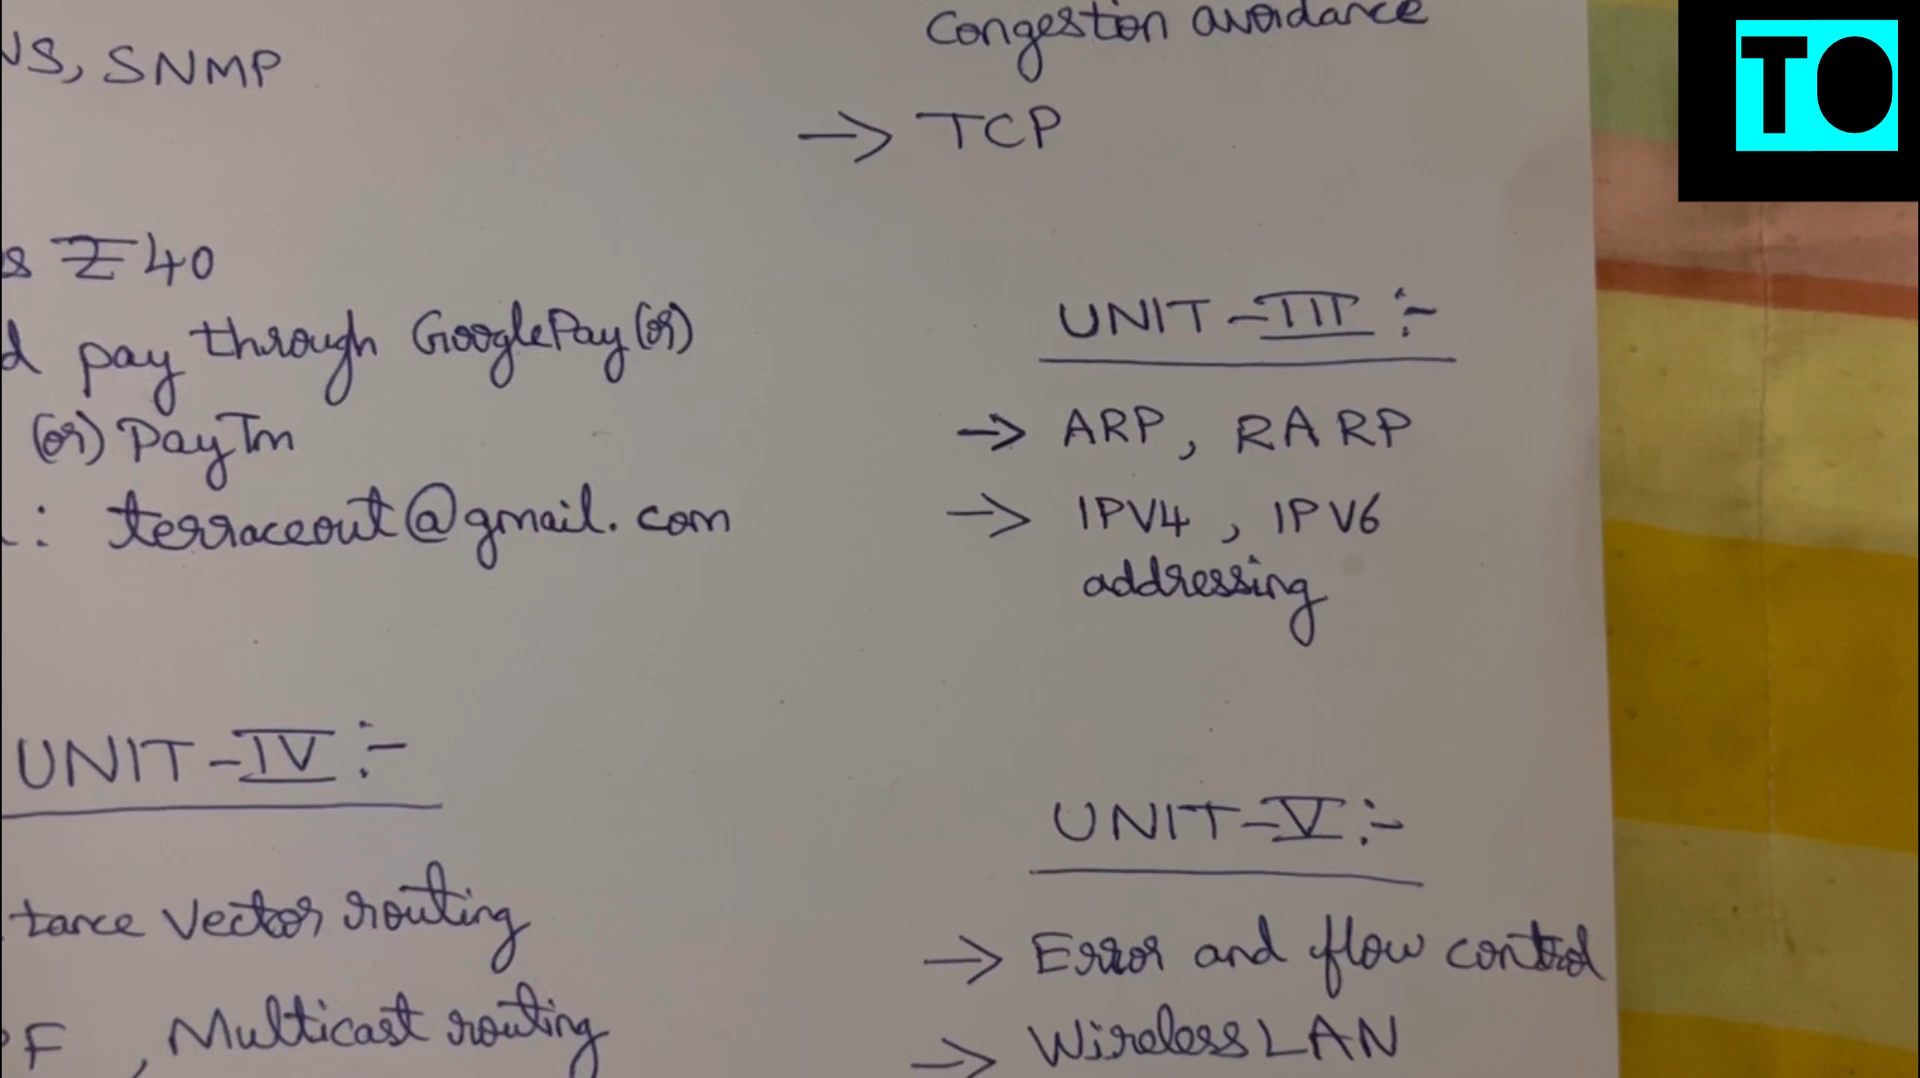 SNMP
Congestion avoidance
→ TCP
TO
₹40
pay through GooglePay (or)
(or) PayTm
: terraceout@gmail.com
UNIT-III :-
→ ARP, RARP
→ IPV4, IPV6
addressing
UNIT-IV :-
tance Vector routing
F, Multicast routing
UNIT-V :-
→ Error and flow control
→ Wireless LAN